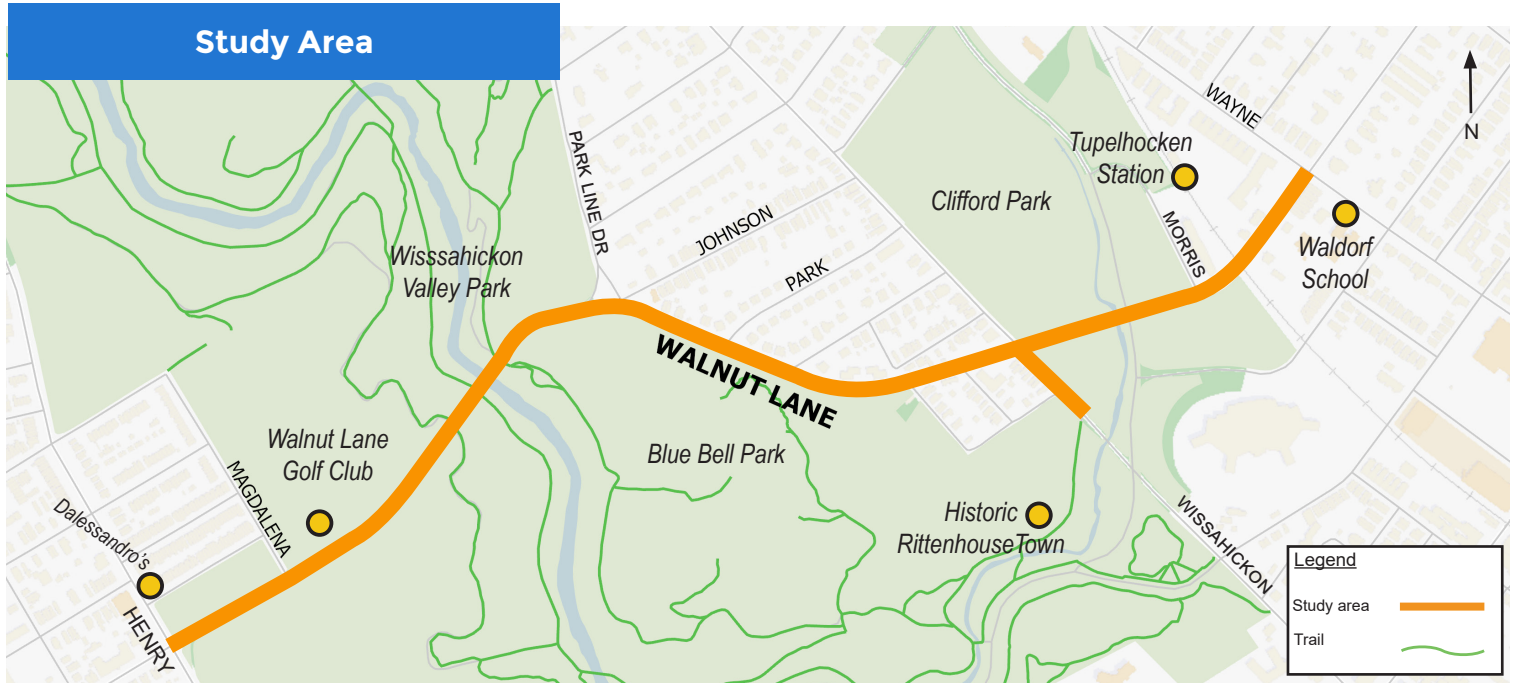 Study Area
WAYNE
N
Tupelhocken
Station
PARK LINE DR
Clifford Park
JOHNSON
MORRIS
Waldorf
School
Wisssahickon
Valley Park
PARK
WALNUT LANE
Walnut Lane
Golf Club
Blue Bell Park
MAGDALENA
Dalessandro's
Historic
RittenhouseTown
WISSAHICKON
HENRY
Legend
Study area
Trail